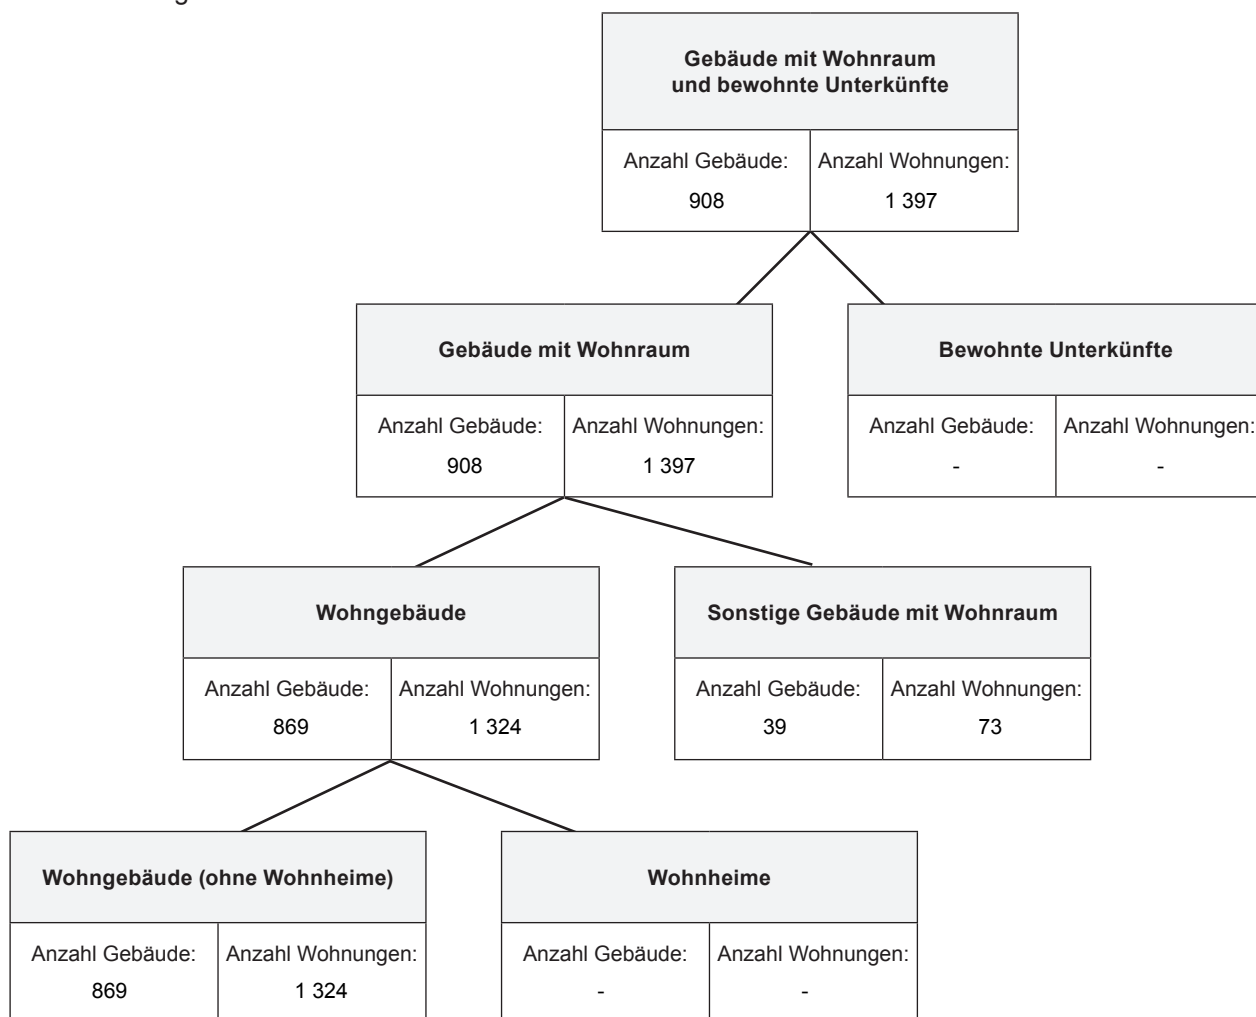 Gebäude mit Wohnraum
und bewohnte Unterkünfte
Anzahl Gebäude: Anzahl Wohnungen:
908 1 397
Gebäude mit Wohnraum
Anzahl Gebäude: Anzahl Wohnungen:
908 1 397
Bewohnte Unterkünfte
Anzahl Gebäude: Anzahl Wohnungen:
- -
Wohngebäude
Anzahl Gebäude: Anzahl Wohnungen:
869 1 324
Sonstige Gebäude mit Wohnraum
Anzahl Gebäude: Anzahl Wohnungen:
39 73
Wohngebäude (ohne Wohnheime)
Anzahl Gebäude: Anzahl Wohnungen:
869 1 324
Wohnheime
Anzahl Gebäude: Anzahl Wohnungen:
- -